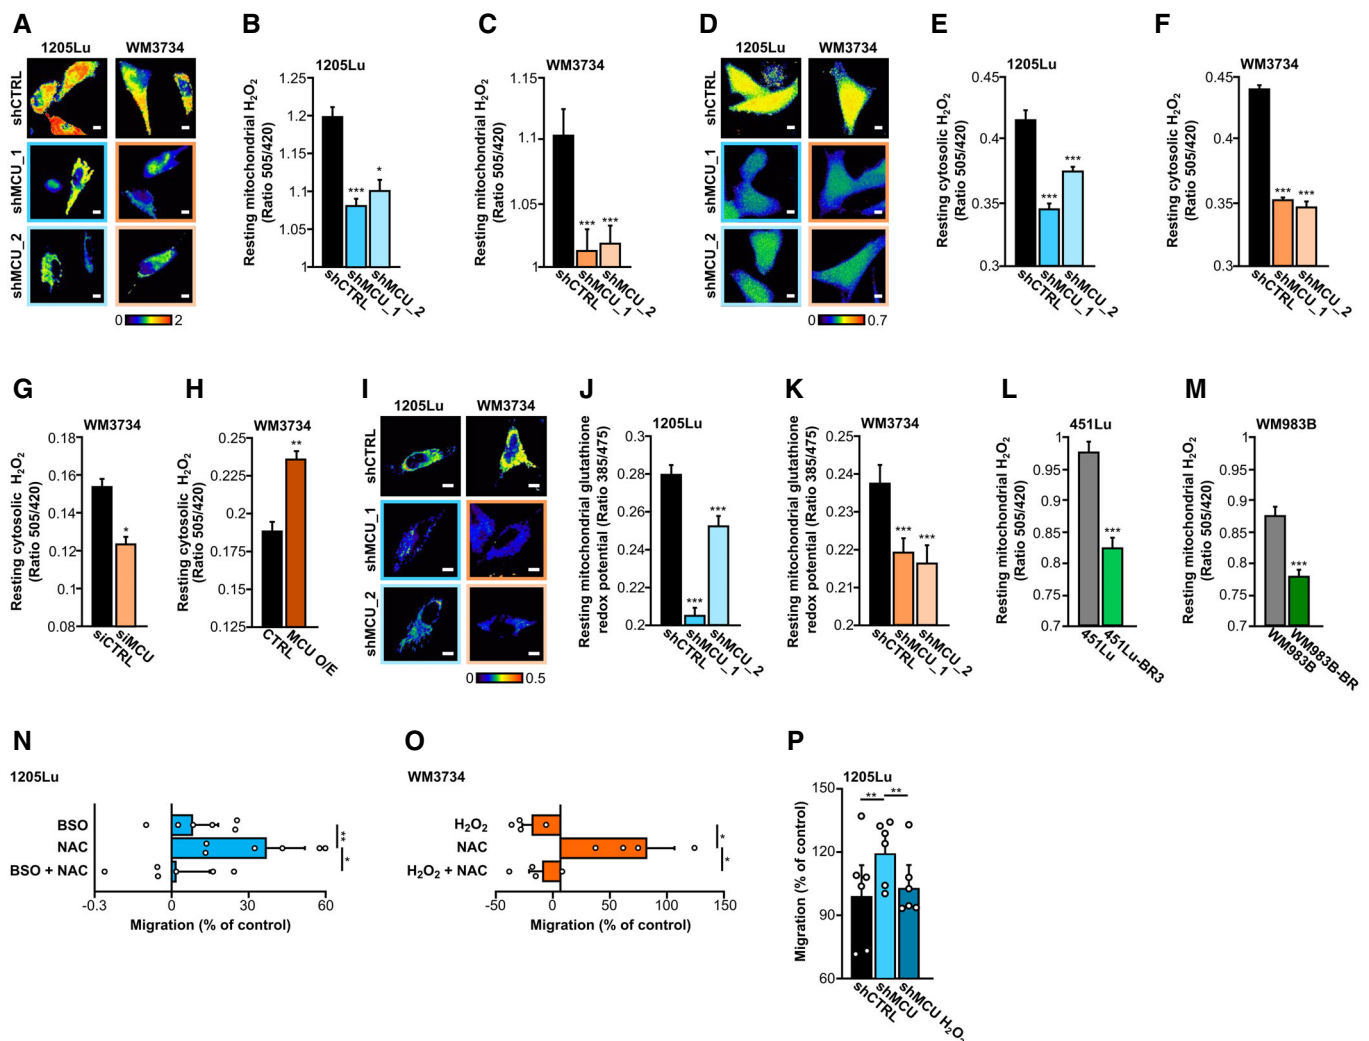 A
1205Lu
WM3734
shCTRL
shMCU_1
shMCU_2
0
2
B
1205Lu
Resting mitochondrial H2O2
(Ratio 505/420)
1.25
1.2
1.15
1.1
1.05
1
***
*
shCTRL
shMCU_1
shMCU_2
C
WM3734
Resting mitochondrial H2O2
(Ratio 505/420)
1.15
1.1
1.05
1
***
***
shCTRL
shMCU_1
shMCU_2
D
1205Lu
WM3734
shCTRL
shMCU_1
shMCU_2
0
0.7
E
1205Lu
Resting cytosolic H2O2
(Ratio 505/420)
0.45
0.4
0.35
0.3
***
***
shCTRL
shMCU_1
shMCU_2
F
WM3734
Resting cytosolic H2O2
(Ratio 505/420)
0.45
0.4
0.35
0.3
***
***
shCTRL
shMCU_1
shMCU_2
G
WM3734
Resting cytosolic H2O2
(Ratio 505/420)
0.18
0.16
0.14
0.12
0.1
0.08
*
siCTRL
siMCU
H
WM3734
Resting cytosolic H2O2
(Ratio 505/420)
0.25
0.225
0.2
0.175
0.15
0.125
**
CTRL
MCU O/E
I
1205Lu
WM3734
shCTRL
shMCU_1
shMCU_2
0
0.5
J
1205Lu
Resting mitochondrial glutathione
redox potential (Ratio 385/475)
0.3
0.28
0.26
0.24
0.22
0.2
***
***
shCTRL
shMCU_1
shMCU_2
K
WM3734
Resting mitochondrial glutathione
redox potential (Ratio 385/475)
0.25
0.24
0.23
0.22
0.21
0.2
***
***
shCTRL
shMCU_1
shMCU_2
L
451Lu
Resting mitochondrial H2O2
(Ratio 505/420)
0.95
0.9
0.85
0.8
0.75
0.7
***
451Lu
451Lu-BR3
M
WM983B
Resting mitochondrial H2O2
(Ratio 505/420)
1
0.95
0.9
0.85
0.8
0.75
0.7
***
WM983B
WM983B-BR
N
1205Lu
BSO
NAC
BSO + NAC
**
*
-0.3
0
30
60
Migration (% of control)
O
WM3734
H2O2
NAC
H2O2 + NAC
*
*
-50
0
50
100
150
Migration (% of control)
P
1205Lu
Migration (% of control)
150
120
90
60
**
**
shCTRL
shMCU
shMCU H2O2